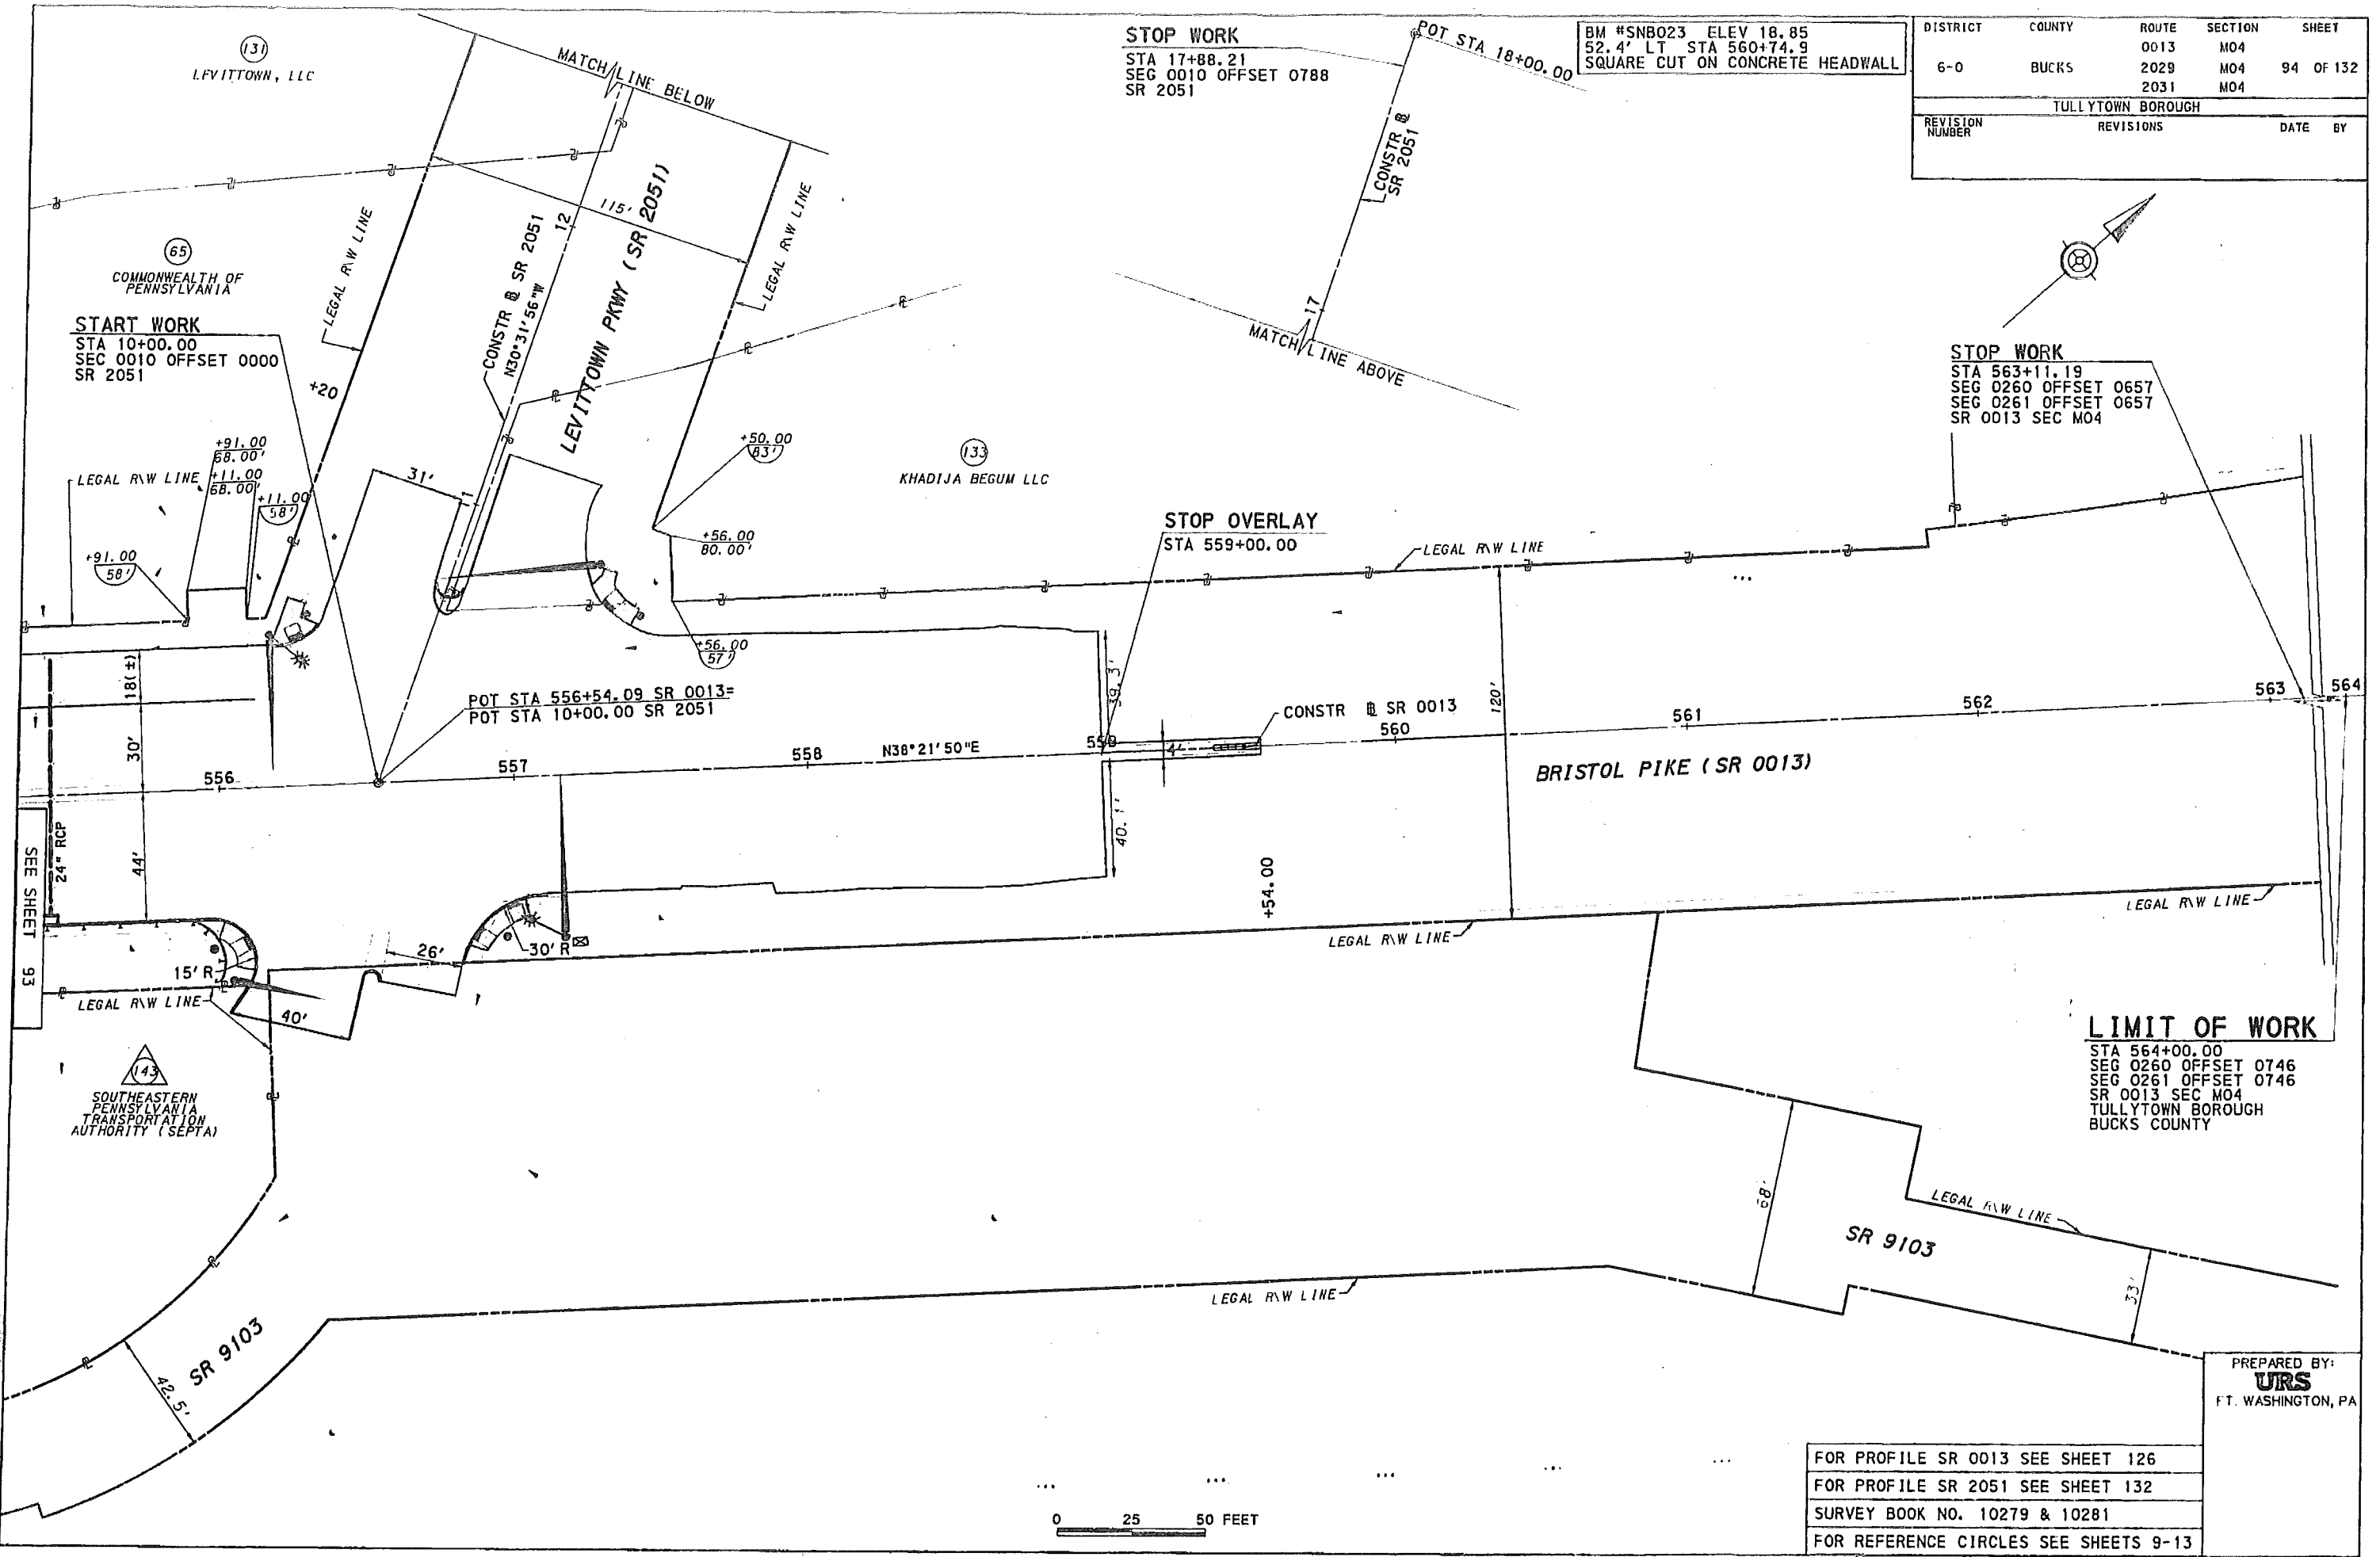 STOP WORK
STA 17+88.21
SEG 0010 OFFSET 0788
SR 2051
POT STA 18+00.00
BM #SNB023 ELEV 18.85
52.4' LT STA 560+74.9
SQUARE CUT ON CONCRETE HEADWALL
DISTRICT COUNTY ROUTE SECTION SHEET
0013 M04
6-0 BUCKS 2029 M04 94 OF 132
2031 M04
TULLYTOWN BOROUGH
REVISION NUMBER REVISIONS DATE BY
131
LEVITTOWN, LLC
MATCH LINE BELOW
115'
LEGAL R\W LINE
LEGAL R\W LINE
12
CONSTR ℄ SR 2051
N30°31'56"W
LEVITTOWN PKWY (SR 2051)
CONSTR ℄
SR 2051
17
MATCH LINE ABOVE
65
COMMONWEALTH OF
PENNSYLVANIA
START WORK
STA 10+00.00
SEC 0010 OFFSET 0000
SR 2051
+20
STOP WORK
STA 563+11.19
SEG 0260 OFFSET 0657
SEG 0261 OFFSET 0657
SR 0013 SEC M04
+91.00
68.00'
+11.00
68.00'
+11.00
58'
LEGAL R\W LINE
+91.00
58'
31'
11
+50.00
83'
133
KHADIJA BEGUM LLC
+56.00
80.00'
STOP OVERLAY
STA 559+00.00
LEGAL R\W LINE
+56.00
57'
18(±)
30'
44'
24" RCP
SEE SHEET 93
POT STA 556+54.09 SR 0013=
POT STA 10+00.00 SR 2051
39.3'
40.1'
4'
CONSTR ℄ SR 0013
120'
556
557
558
N38°21'50"E
559
560
561
562
563
564
BRISTOL PIKE (SR 0013)
+54.00
LEGAL R\W LINE
LEGAL R\W LINE
15' R
26'
30' R
LEGAL R\W LINE
40'
143
SOUTHEASTERN
PENNSYLVANIA
TRANSPORTATION
AUTHORITY (SEPTA)
LIMIT OF WORK
STA 564+00.00
SEG 0260 OFFSET 0746
SEG 0261 OFFSET 0746
SR 0013 SEC M04
TULLYTOWN BOROUGH
BUCKS COUNTY
68'
LEGAL R\W LINE
SR 9103
33'
LEGAL R\W LINE
SR 9103
42.5'
PREPARED BY:
URS
FT. WASHINGTON, PA
0 25 50 FEET
FOR PROFILE SR 0013 SEE SHEET 126
FOR PROFILE SR 2051 SEE SHEET 132
SURVEY BOOK NO. 10279 & 10281
FOR REFERENCE CIRCLES SEE SHEETS 9-13